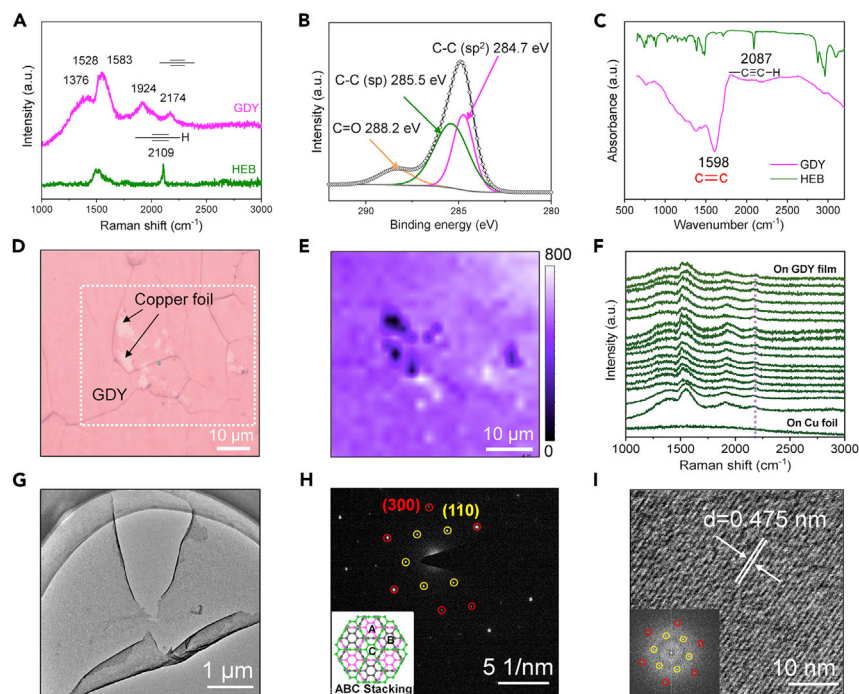 A
1528 1583
1376
1924 2174
GDY
H
2109
HEB
Intensity (a.u.)
1000 1500 2000 2500 3000
Raman shift (cm⁻¹)
B
C-C (sp²) 284.7 eV
C-C (sp) 285.5 eV
C=O 288.2 eV
Intensity (a.u.)
290 285 280
Binding energy (eV)
C
2087
—C≡C–H
1598
C=C
GDY
HEB
Absorbance (a.u.)
500 1000 1500 2000 2500 3000
Wavenumber (cm⁻¹)
D
Copper foil
GDY
10 µm
E
800
0
10 µm
F
On GDY film
On Cu foil
Intensity (a.u.)
1000 1500 2000 2500 3000
Raman shift (cm⁻¹)
G
1 µm
H
(300)
(110)
A
B
C
ABC Stacking
5 1/nm
I
d=0.475 nm
10 nm